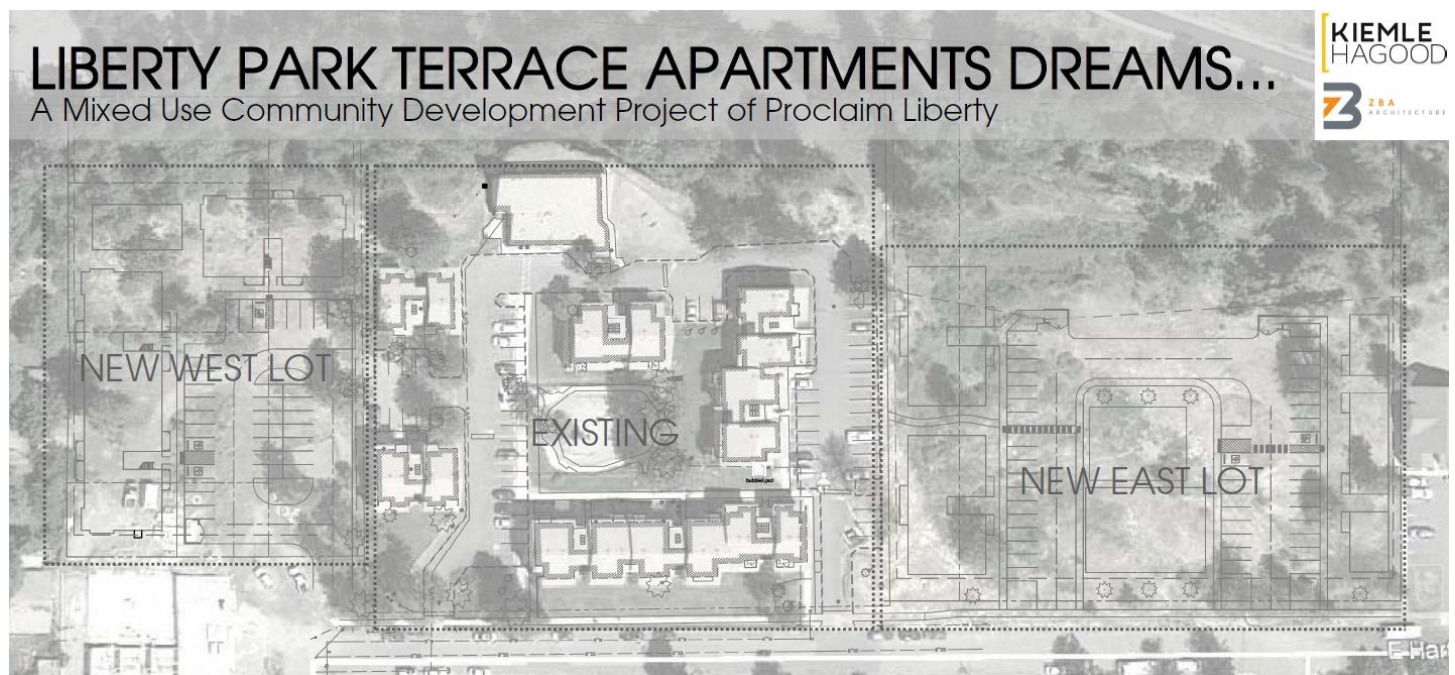 LIBERTY PARK TERRACE APARTMENTS DREAMS...
A Mixed Use Community Development Project of Proclaim Liberty
KIEMLE
HAGOOD
ZBA
ARCHITECTURE
NEW WEST LOT
EXISTING
NEW EAST LOT
E Har